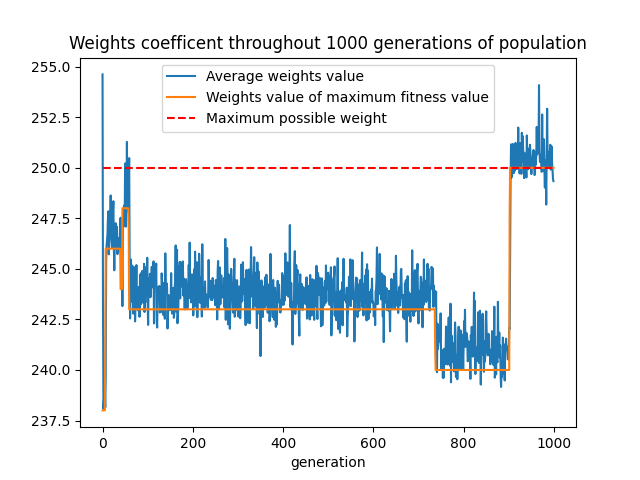 Weights coefficent throughout 1000 generations of population
255.0
252.5
250.0
247.5
245.0
242.5
240.0
237.5
Average weights value
Weights value of maximum fitness value
Maximum possible weight
0 200 400 600 800 1000
generation